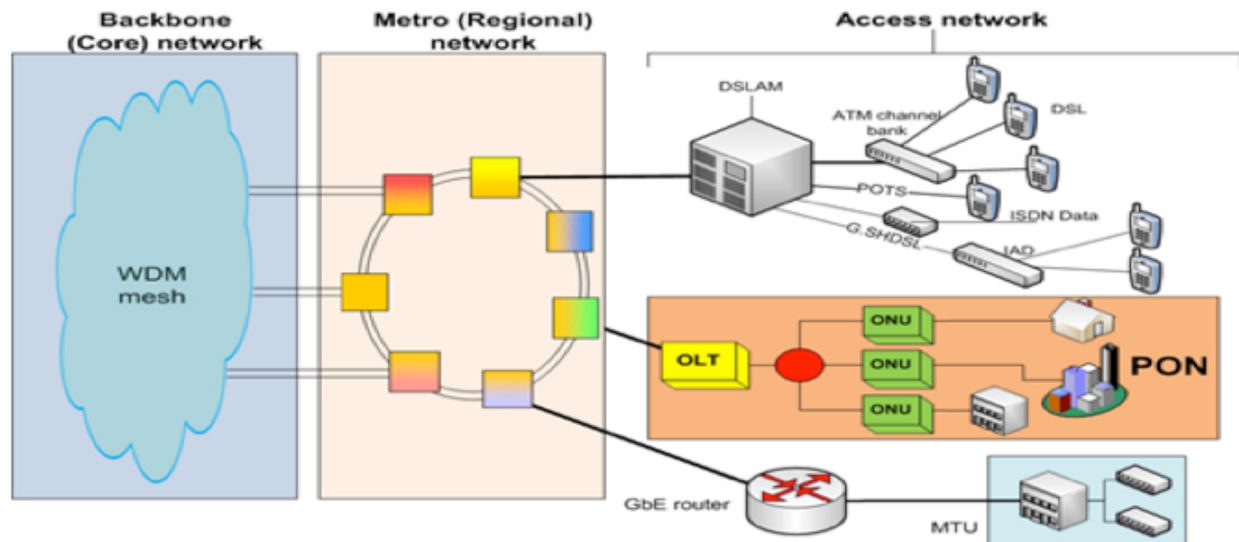 Backbone
(Core) network
Metro (Regional)
network
Access network
DSLAM
ATM channel
bank
DSL
POTS
ISDN Data
G.SHDSL
IAD
WDM
mesh
OLT
ONU
ONU
ONU
PON
GbE router
MTU